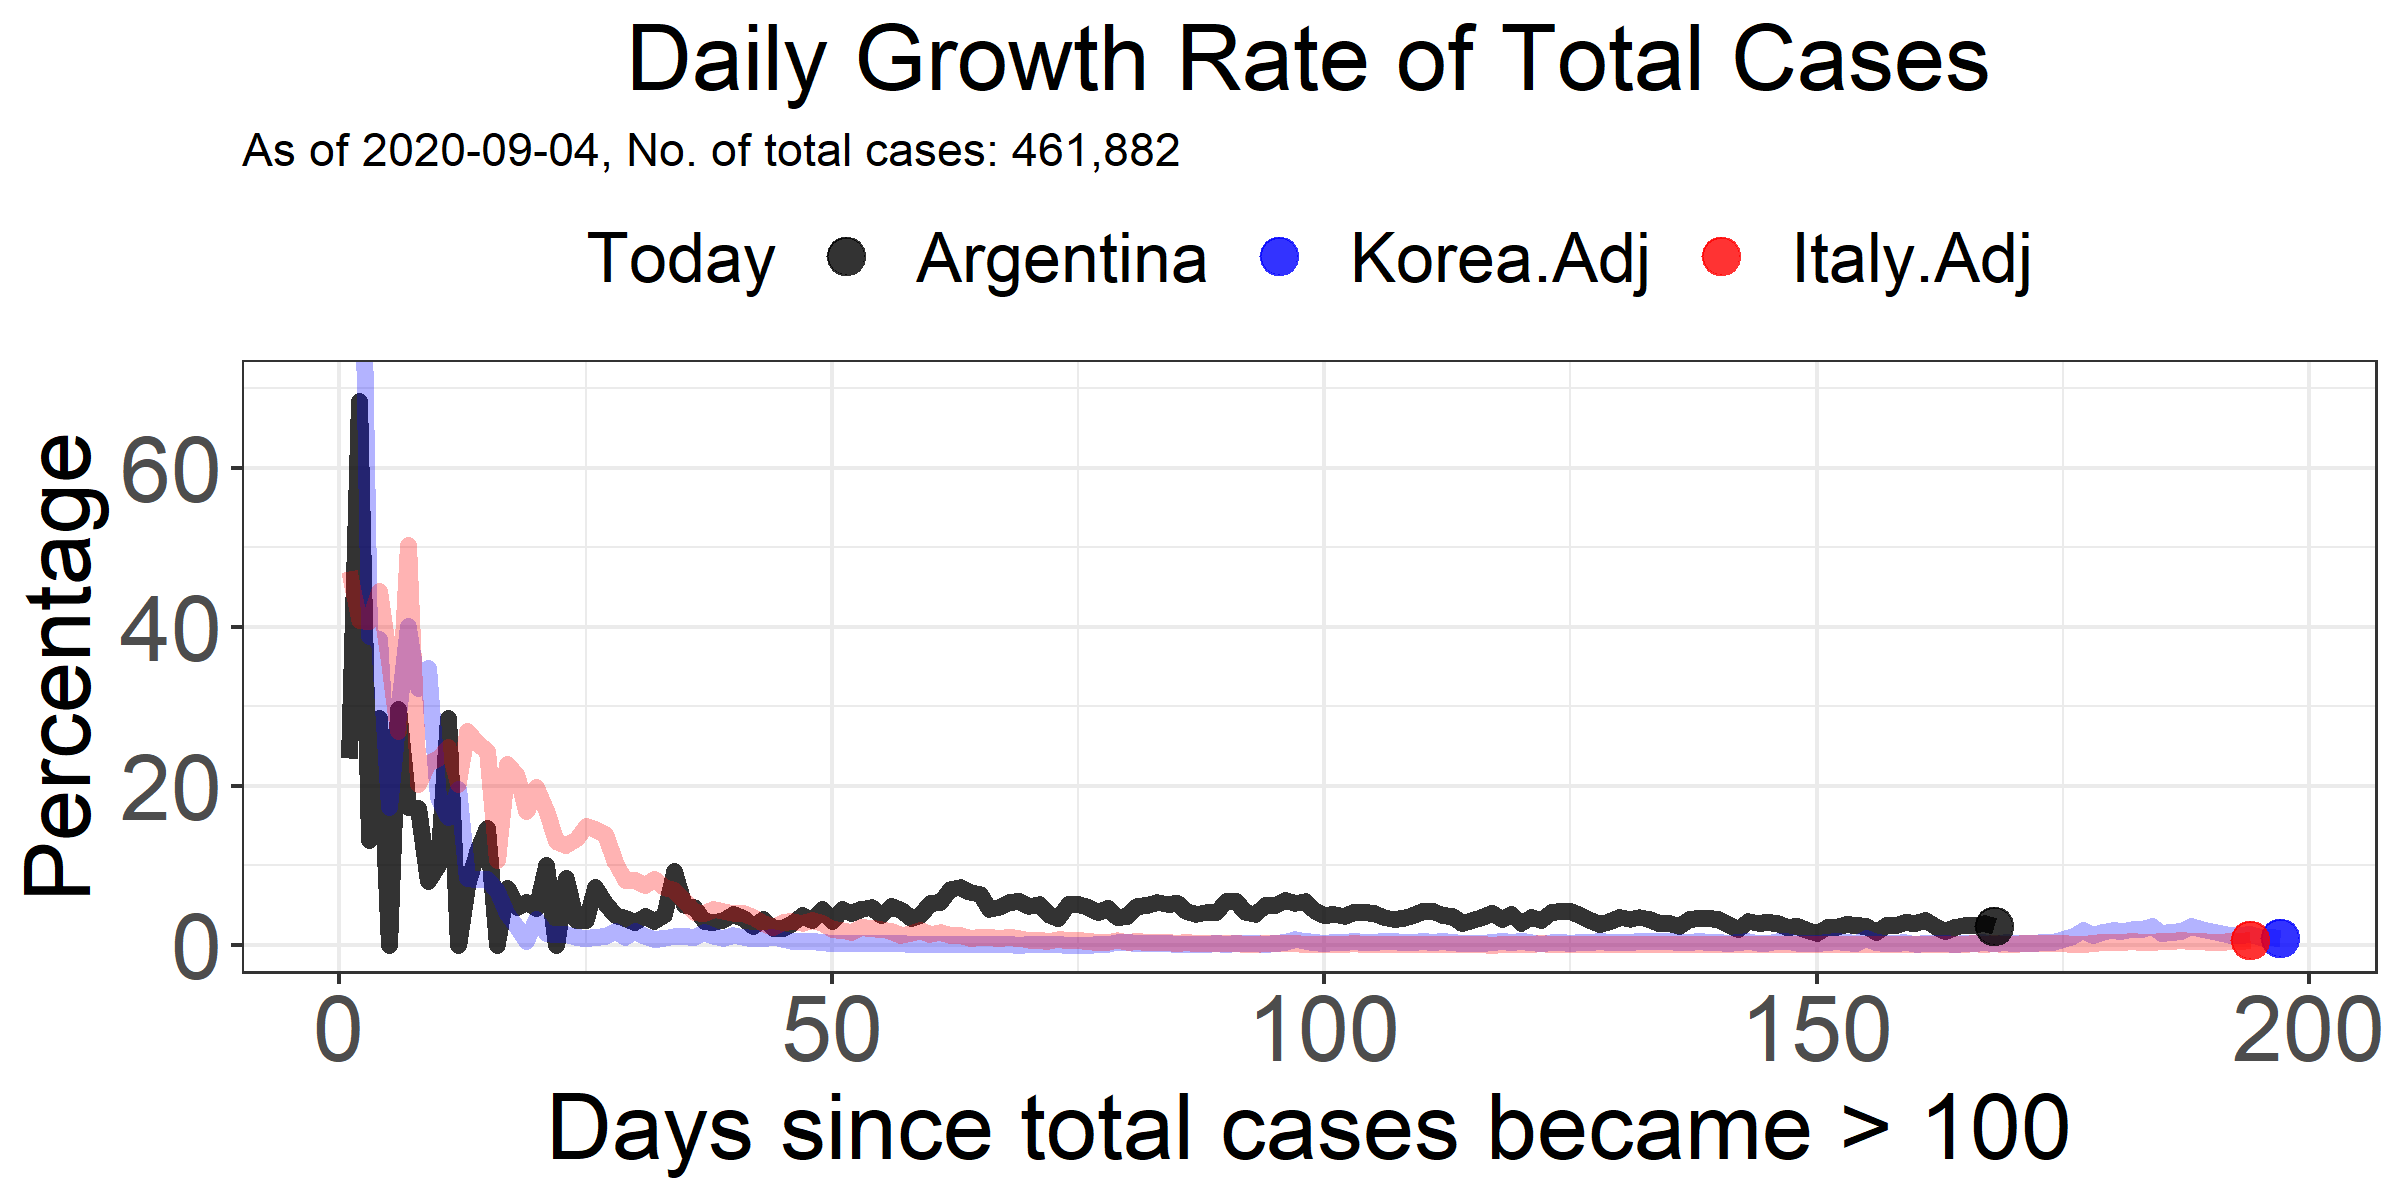 Daily Growth Rate of Total Cases
As of 2020-09-04, No. of total cases: 461,882
Today Argentina Korea.Adj Italy.Adj
Percentage
60
40
20
0
0 50 100 150 200
Days since total cases became > 100